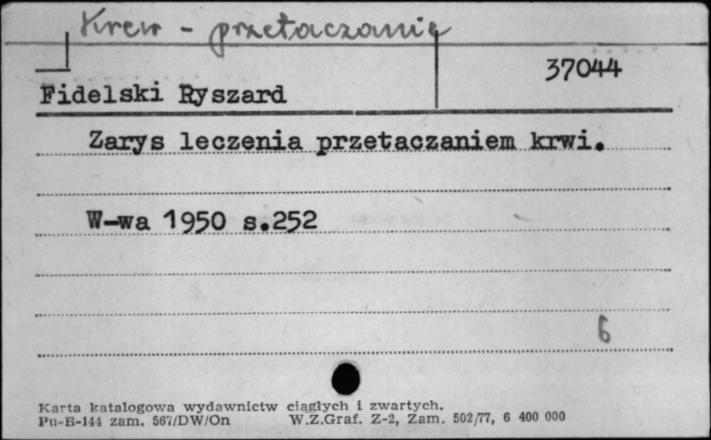 Krew - przetaczanie
37044
Fidelski Ryszard
Zarys leczenia przetaczaniem krwi.
W-wa 1950 s.252
6
Karta katalogowa wydawnictw ciągłych i zwartych.
Pu-B-144 zam. 567/DW/On W.Z.Graf. Z-2, Zam. 502/77, 6 400 000